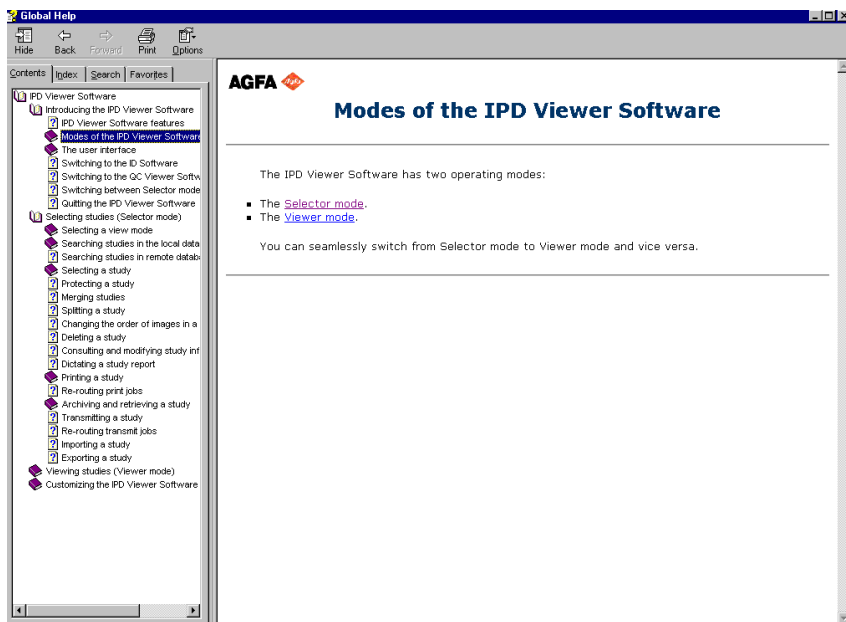 Global Help
Hide Back Forward Print Options
Contents Index Search Favorites
IPD Viewer Software
Introducing the IPD Viewer Software
IPD Viewer Software features
Modes of the IPD Viewer Software
The user interface
Switching to the ID Software
Switching to the QC Viewer Softw
Switching between Selector mode
Quitting the IPD Viewer Software
Selecting studies (Selector mode)
Selecting a view mode
Searching studies in the local data
Searching studies in remote datab
Selecting a study
Protecting a study
Merging studies
Splitting a study
Changing the order of images in a
Deleting a study
Consulting and modifying study inf
Dictating a study report
Printing a study
Re-routing print jobs
Archiving and retrieving a study
Transmitting a study
Re-routing transmit jobs
Importing a study
Exporting a study
Viewing studies (Viewer mode)
Customizing the IPD Viewer Software
AGFA
Modes of the IPD Viewer Software
The IPD Viewer Software has two operating modes:
The Selector mode.
The Viewer mode.
You can seamlessly switch from Selector mode to Viewer mode and vice versa.